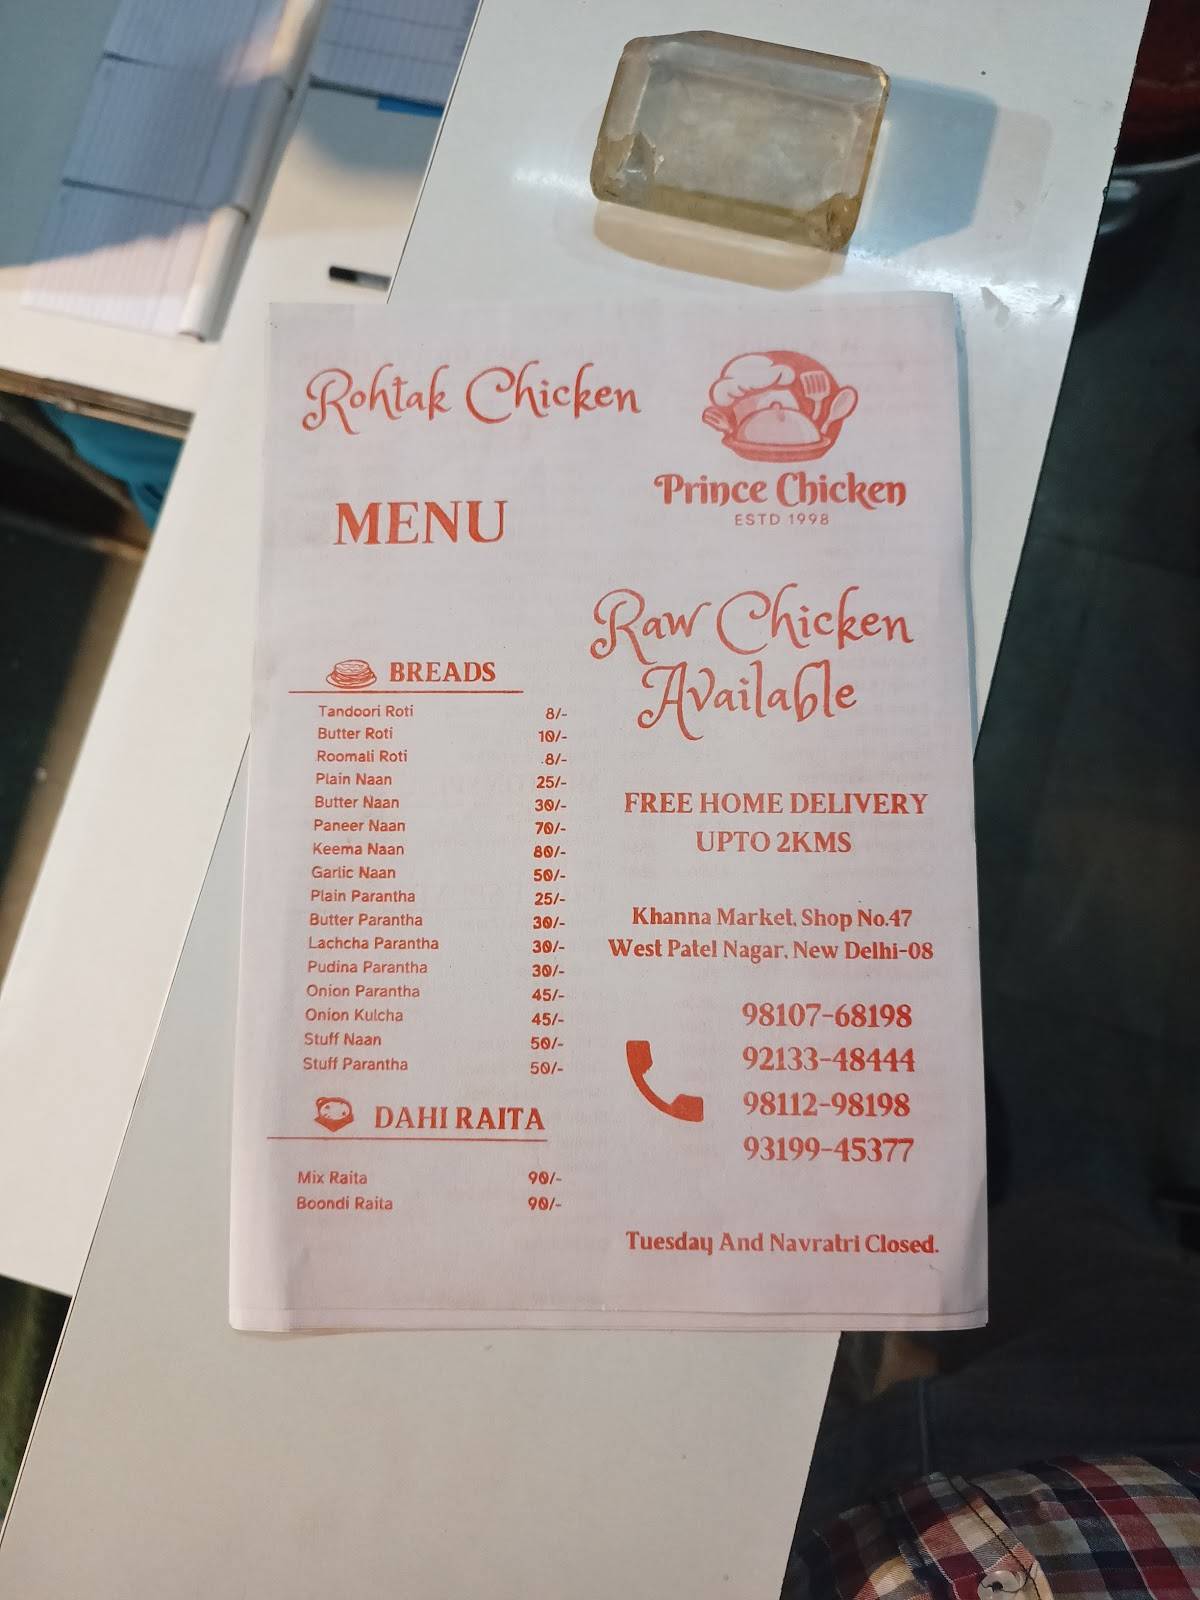 Rohtak Chicken
Prince Chicken
ESTD 1998
MENU
Raw Chicken
Available
BREADS
Tandoori Roti 8/-
Butter Roti 10/-
Roomali Roti 8/-
Plain Naan 25/-
Butter Naan 30/-
Paneer Naan 70/-
Keema Naan 80/-
Garlic Naan 50/-
Plain Parantha 25/-
Butter Parantha 30/-
Lachcha Parantha 30/-
Pudina Parantha 30/-
Onion Parantha 45/-
Onion Kulcha 45/-
Stuff Naan 50/-
Stuff Parantha 50/-
DAHI RAITA
Mix Raita 90/-
Boondi Raita 90/-
FREE HOME DELIVERY
UPTO 2KMS
Khanna Market, Shop No.47
West Patel Nagar, New Delhi-08
98107-68198
92133-48444
98112-98198
93199-45377
Tuesday And Navratri Closed.